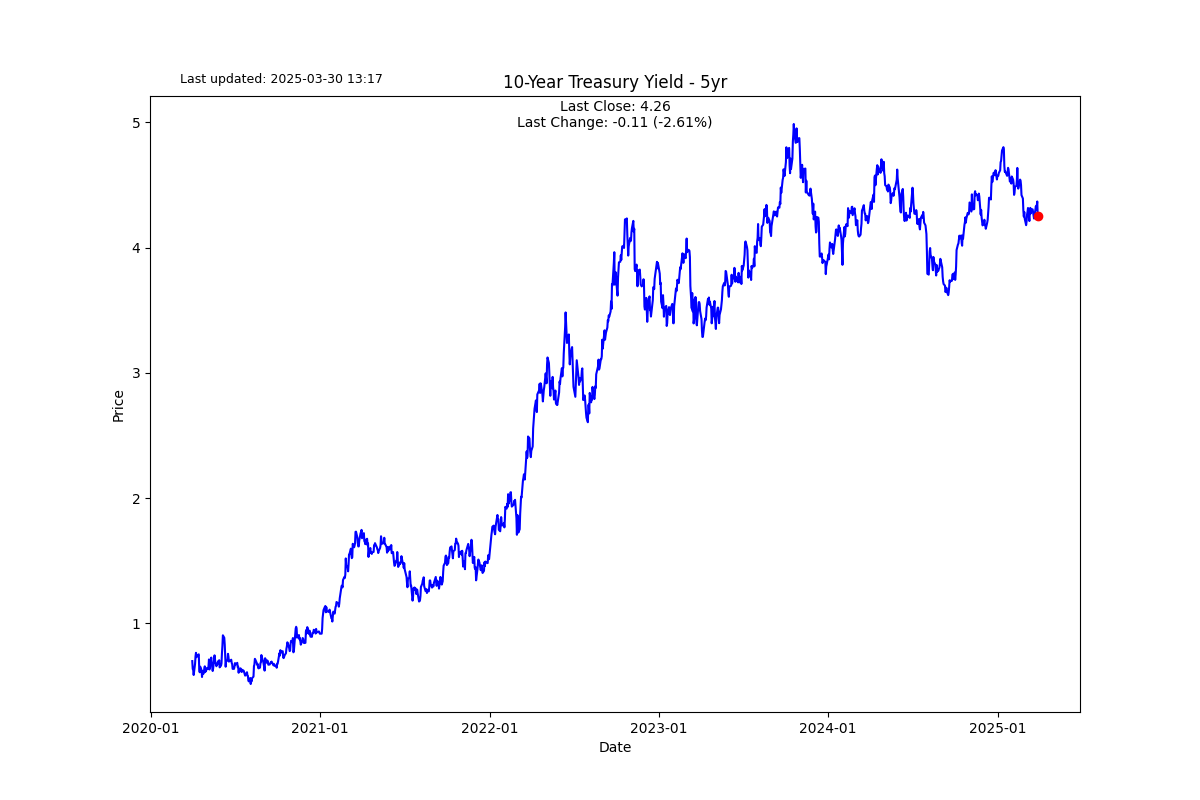 Last updated: 2025-03-30 13:17
10-Year Treasury Yield - 5yr
Last Close: 4.26
Last Change: -0.11 (-2.61%)
5
4
3
2
1
Price
2020-01
2021-01
2022-01
2023-01
2024-01
2025-01
Date